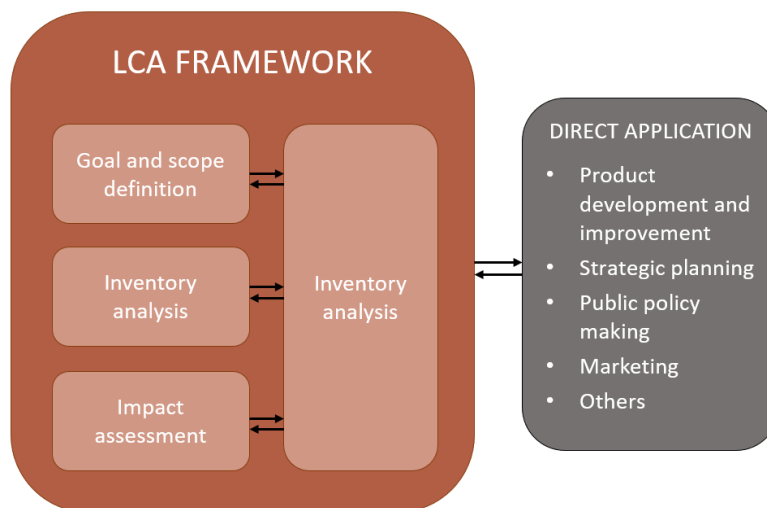 LCA FRAMEWORK
Goal and scope
definition
Inventory
analysis
Impact
assessment
Inventory
analysis
DIRECT APPLICATION
• Product
development and
improvement
• Strategic planning
• Public policy
making
• Marketing
• Others